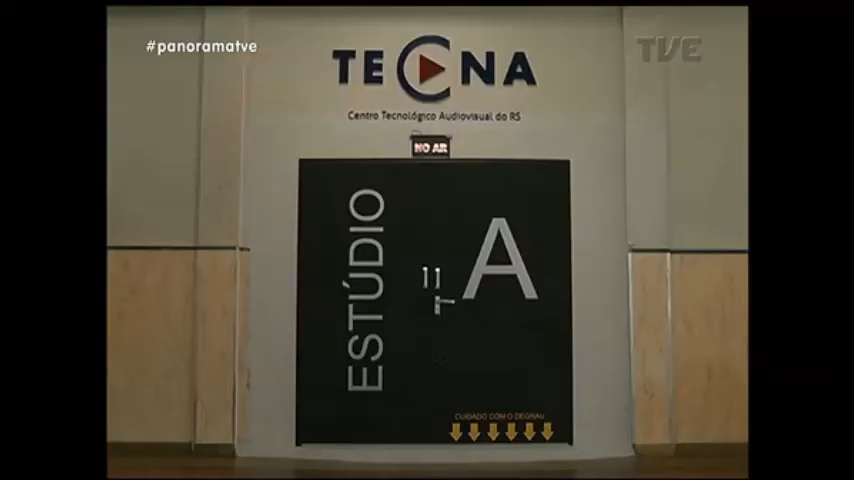 #panoramatve
TVE
TECNA
Centro Tecnológico Audiovisual do RS
NO AR
ESTÚDIO
A
CUIDADO COM O DEGRAU